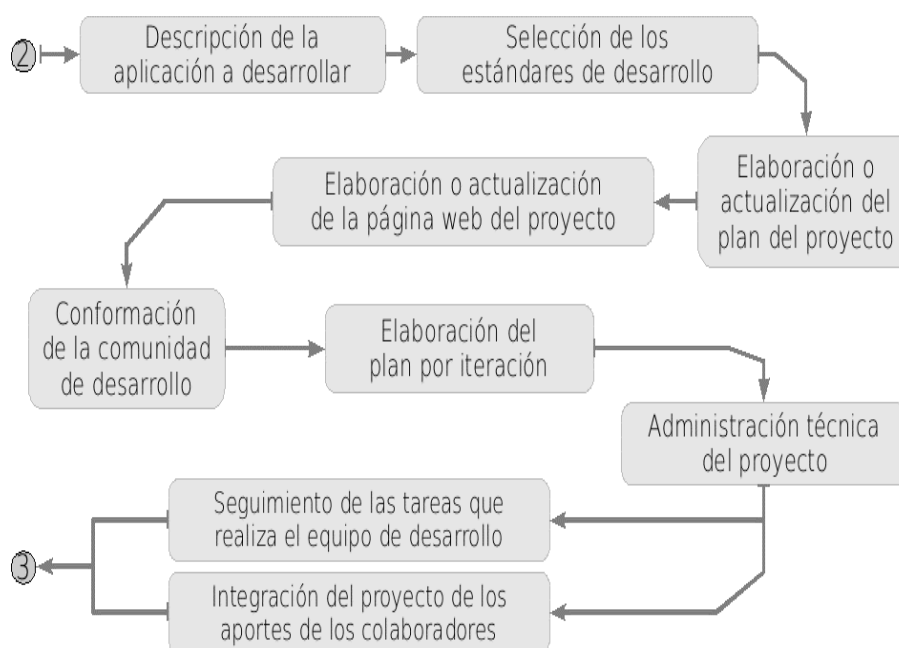 2
Descripción de la
aplicación a desarrollar
Selección de los
estándares de desarrollo
Elaboración o
actualización del
plan del proyecto
Elaboración o actualización
de la página web del proyecto
Conformación
de la comunidad
de desarrollo
Elaboración del
plan por iteración
Administración técnica
del proyecto
Seguimiento de las tareas que
realiza el equipo de desarrollo
Integración del proyecto de los
aportes de los colaboradores
3